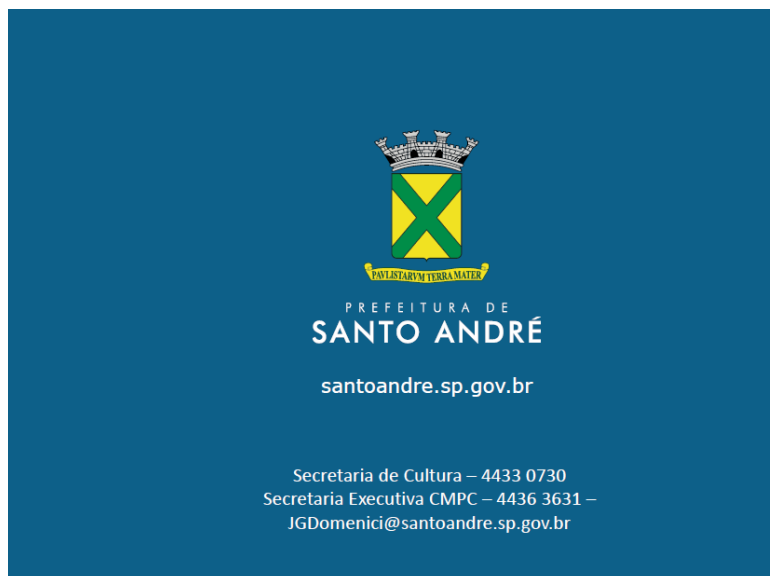 PAVLISTARVM TERRA MATER
PREFEITURA DE
SANTO ANDRÉ
santoandre.sp.gov.br
Secretaria de Cultura – 4433 0730
Secretaria Executiva CMPC – 4436 3631 –
JGDomenici@santoandre.sp.gov.br